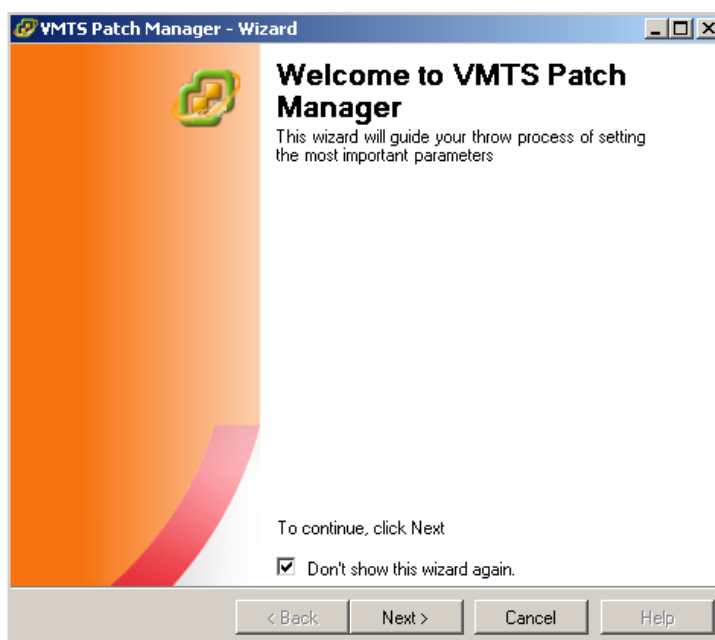 VMTS Patch Manager - Wizard
Welcome to VMTS Patch
Manager
This wizard will guide your throw process of setting
the most important parameters
To continue, click Next
Don't show this wizard again.
< Back Next > Cancel Help